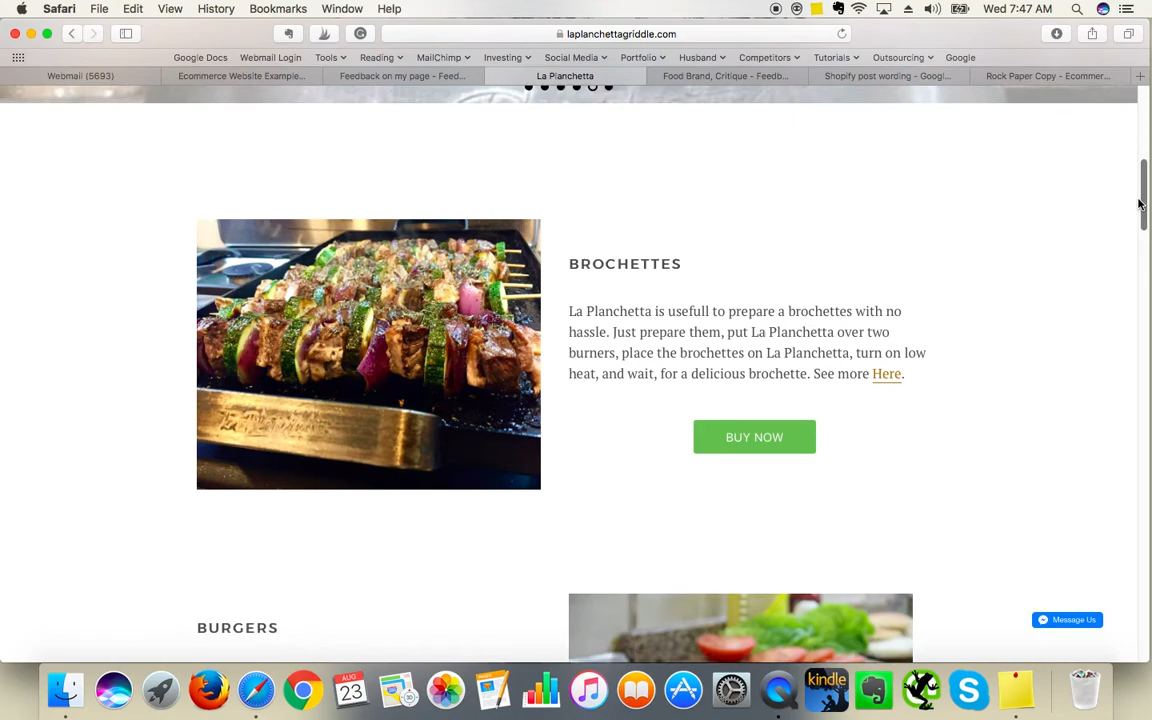 Safari File Edit View History Bookmarks Window Help
Wed 7:47 AM
laplanchettagriddle.com
Google Docs Webmail Login Tools Reading MailChimp Investing Social Media Portfolio Husband Competitors Tutorials Outsourcing Google
Webmail (5693) Ecommerce Website Example... Feedback on my page - Feed... La Planchetta Food Brand, Critique - Feedb... Shopify post wording - Googl... Rock Paper Copy - Ecommer...
BROCHETTES
La Planchetta is usefull to prepare a brochettes with no
hassle. Just prepare them, put La Planchetta over two
burners, place the brochettes on La Planchetta, turn on low
heat, and wait, for a delicious brochette. See more Here.
BUY NOW
La Planchetta
BURGERS
Message Us
AUG
23
kindle